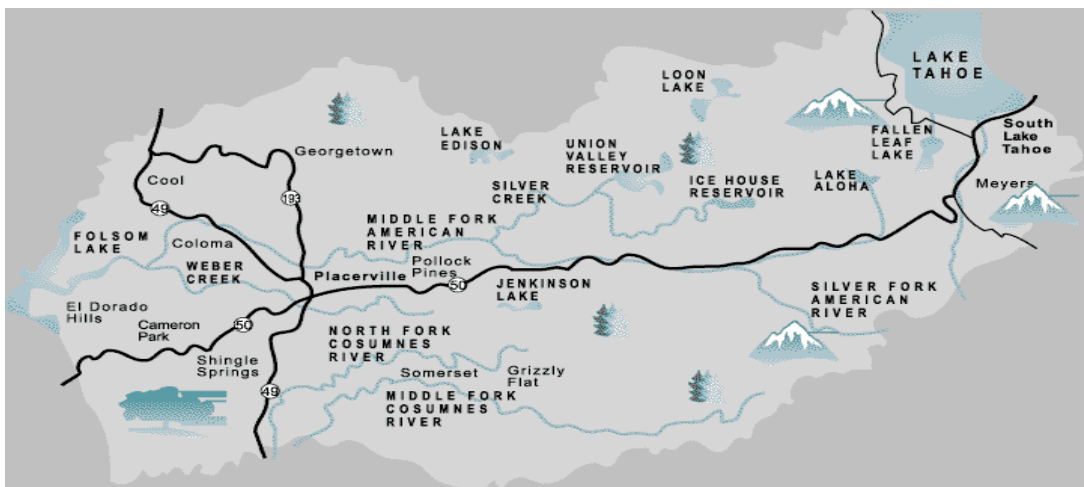 LAKE
TAHOE
LOON
LAKE
South
Lake
Tahoe
FALLEN
LEAF
LAKE
LAKE
EDISON
UNION
VALLEY
RESERVOIR
Georgetown
Cool
193
49
SILVER
CREEK
ICE HOUSE
RESERVOIR
LAKE
ALOHA
Meyers
MIDDLE FORK
AMERICAN
RIVER
FOLSOM
LAKE
Coloma
WEBER
CREEK
Placerville
Pollock
Pines
50
JENKINSON
LAKE
SILVER FORK
AMERICAN
RIVER
El Dorado
Hills
Cameron
Park
50
Shingle
Springs
49
NORTH FORK
COSUMNES
RIVER
Somerset
Grizzly
Flat
MIDDLE FORK
COSUMNES
RIVER